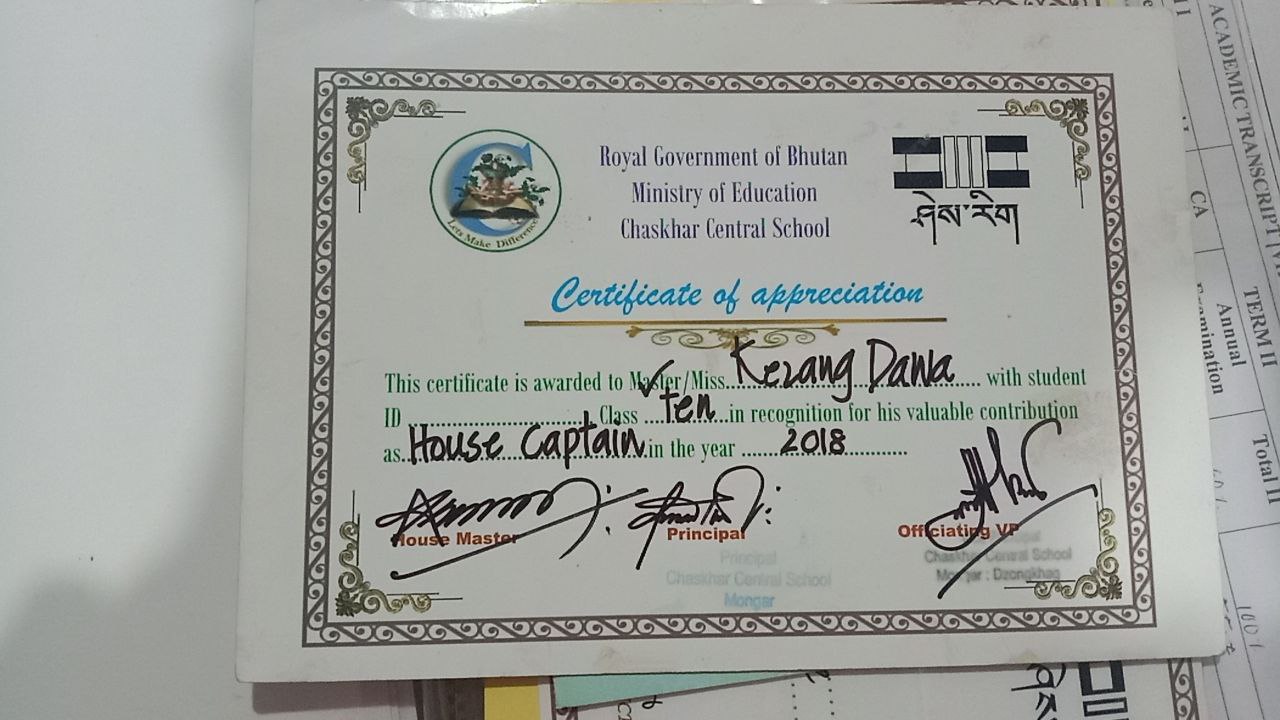 Royal Government of Bhutan
Ministry of Education
Chaskhar Central School
Lets Make Difference
ཤེས་རིག
Certificate of appreciation
This certificate is awarded to Master/Miss..Kezang Dawa.... with student
ID ........................ Class ...ten...in recognition for his valuable contribution
as..House Captain.in the year .......2018............
House Master
Principal
Officiating VP
Principal
Chaskhar Central School
Mongar
Chaskhar Central School
Mongar : Dzongkhag
ACADEMIC TRANSCRIPT
TERM II
CA
Annual
Examination
Total II